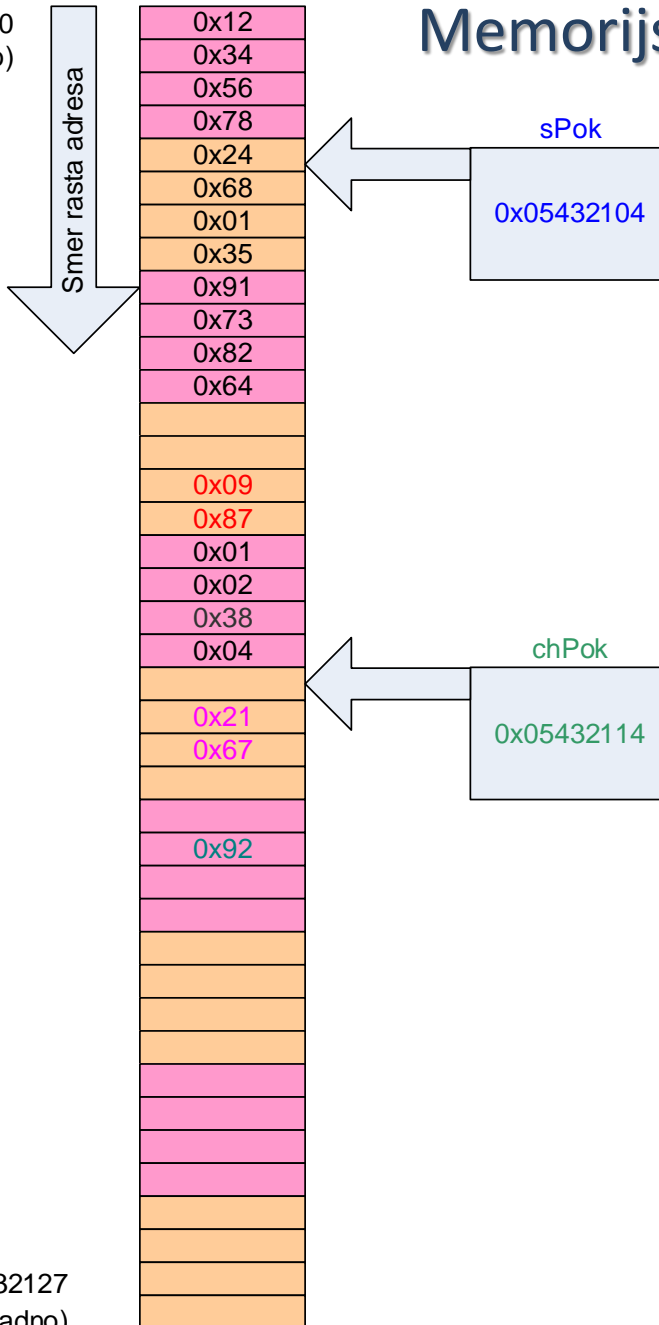 0
o)
Smer rasta adresa
0x12
0x34
0x56
0x78
0x24
0x68
0x01
0x35
0x91
0x73
0x82
0x64
0x09
0x87
0x01
0x02
0x38
0x04
0x21
0x67
0x92
Memorijs
sPok
0x05432104
chPok
0x05432114
32127
adno)